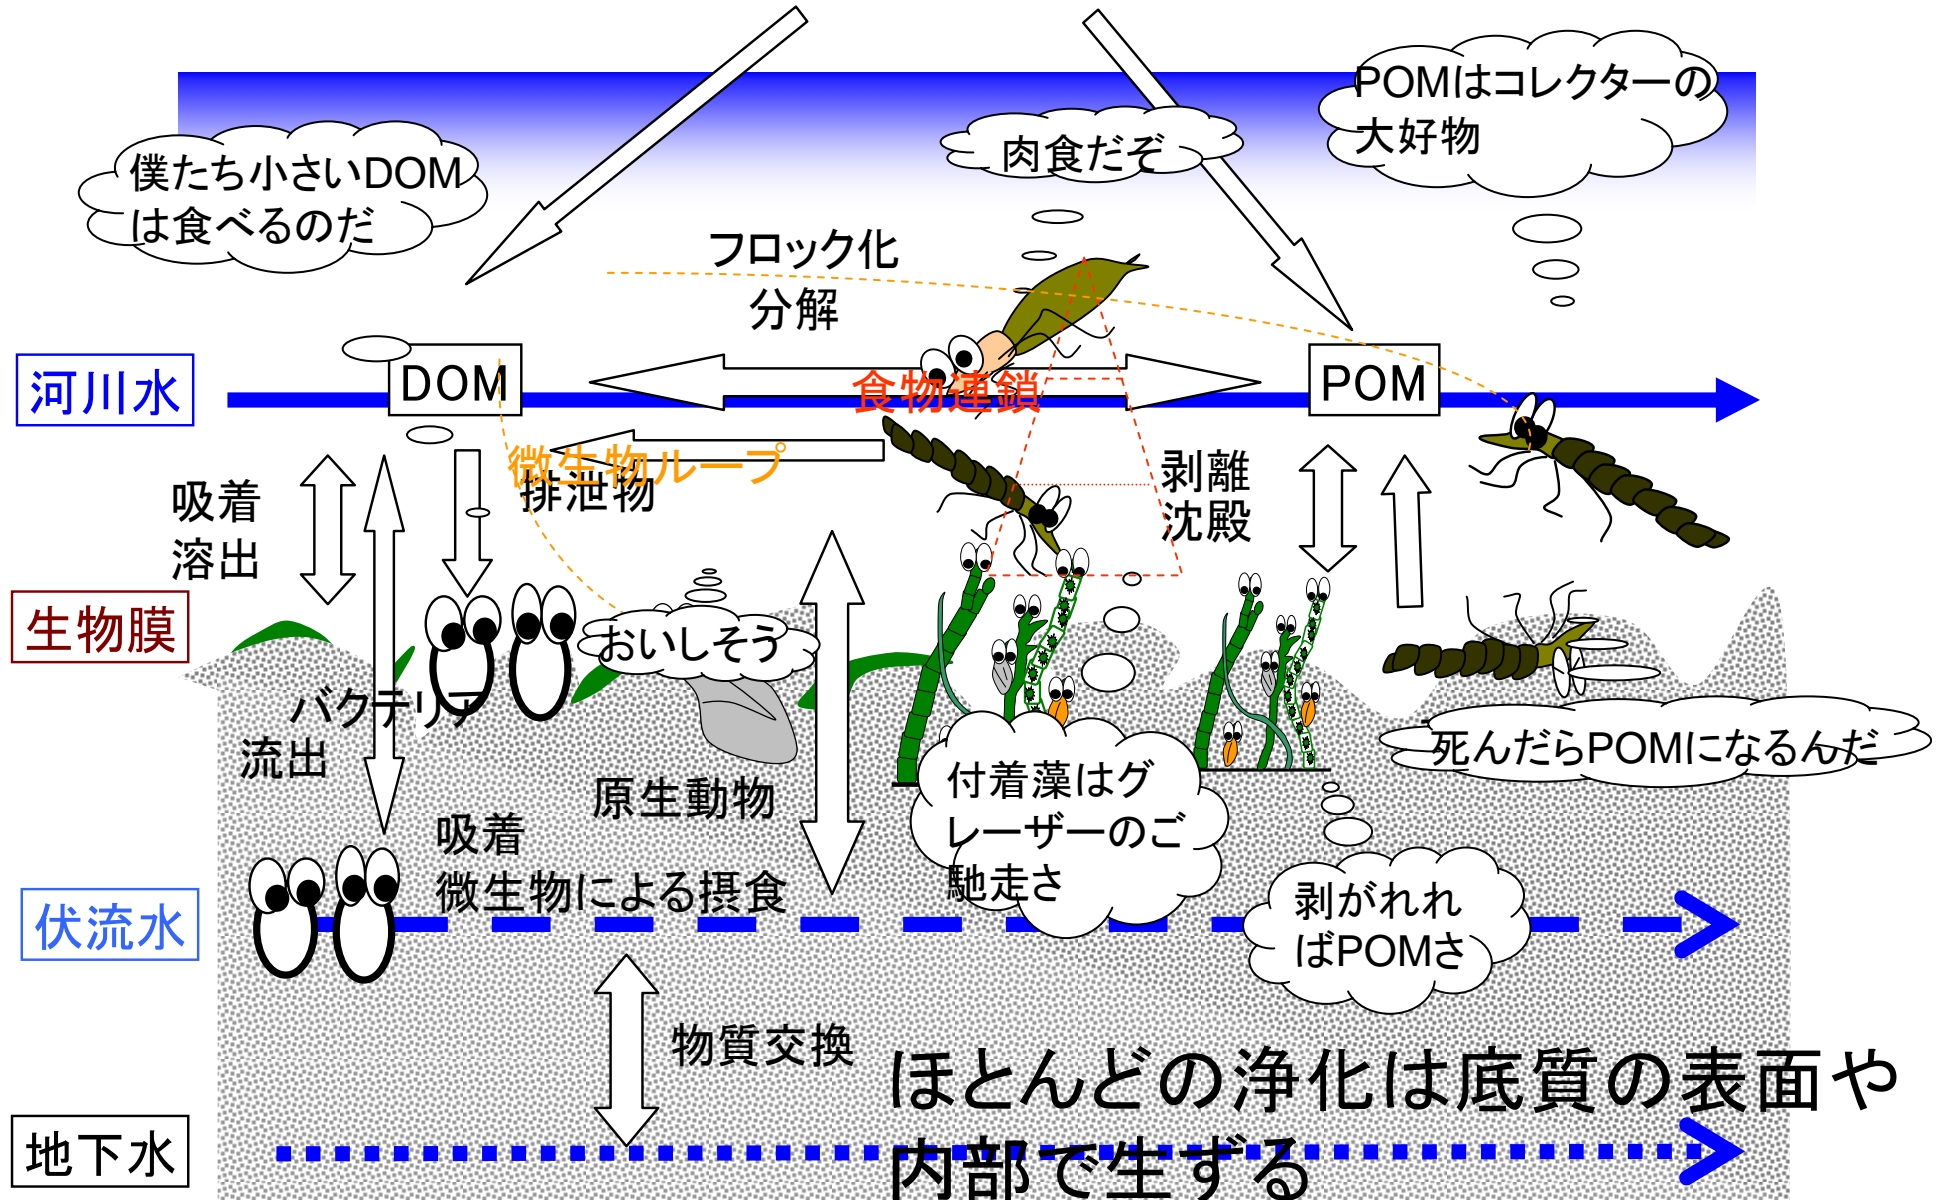 POMはコレクターの
大好物
肉食だぞ
僕たち小さいDOM
は食べるのだ
フロック化
分解
河川水
DOM
食物連鎖
POM
微生物ループ
排泄物
剥離
沈殿
吸着
溶出
生物膜
おいしそう
バクテリア
流出
死んだらPOMになるんだ
原生動物
付着藻はグ
レーザーのご
馳走さ
吸着
微生物による摂食
剥がれれ
ばPOMさ
伏流水
物質交換
ほとんどの浄化は底質の表面や
内部で生ずる
地下水